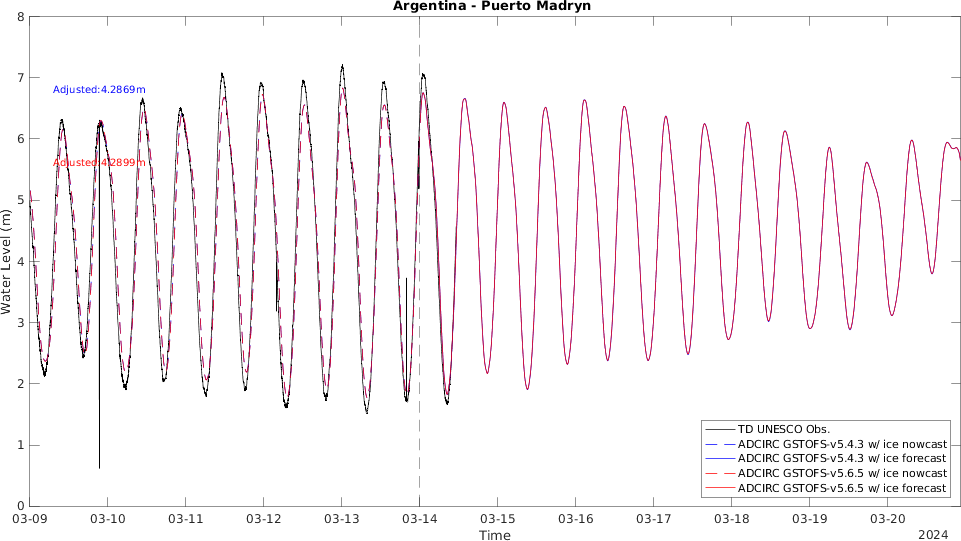 Argentina - Puerto Madryn
8
7
6
5
4
3
2
1
0
Water Level (m)
Adjusted:4.2869m
Adjusted:4.2899m
TD UNESCO Obs.
ADCIRC GSTOFS-v5.4.3 w/ ice nowcast
ADCIRC GSTOFS-v5.4.3 w/ ice forecast
ADCIRC GSTOFS-v5.6.5 w/ ice nowcast
ADCIRC GSTOFS-v5.6.5 w/ ice forecast
03-09 03-10 03-11 03-12 03-13 03-14 03-15 03-16 03-17 03-18 03-19 03-20
Time
2024